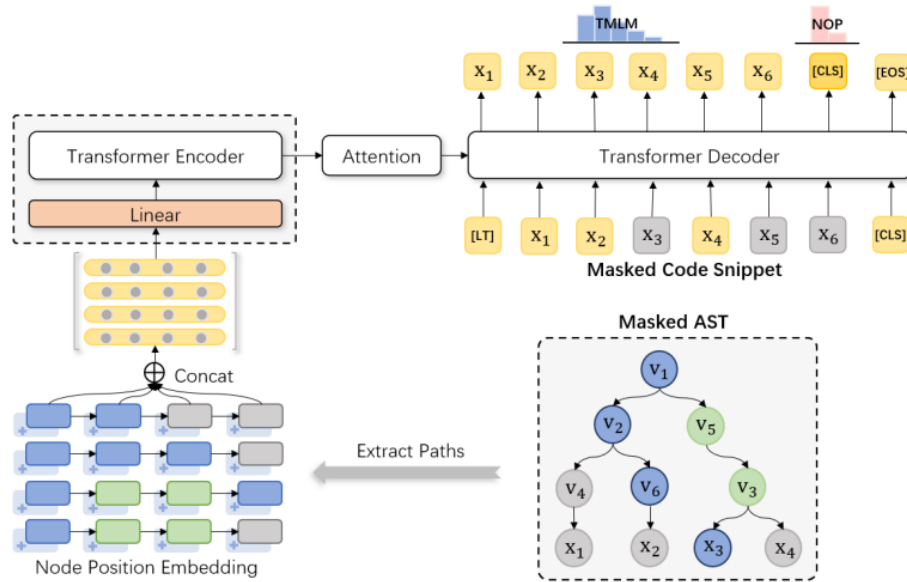 TMLM NOP
x₁ x₂ x₃ x₄ x₅ x₆ [CLS] [EOS]
Transformer Encoder
Attention
Transformer Decoder
Linear
[LT] x₁ x₂ x₃ x₄ x₅ x₆ [CLS]
Masked Code Snippet
Masked AST
Concat
v₁
v₂ v₅
Extract Paths
v₄ v₆ v₃
x₁ x₂ x₃ x₄
Node Position Embedding